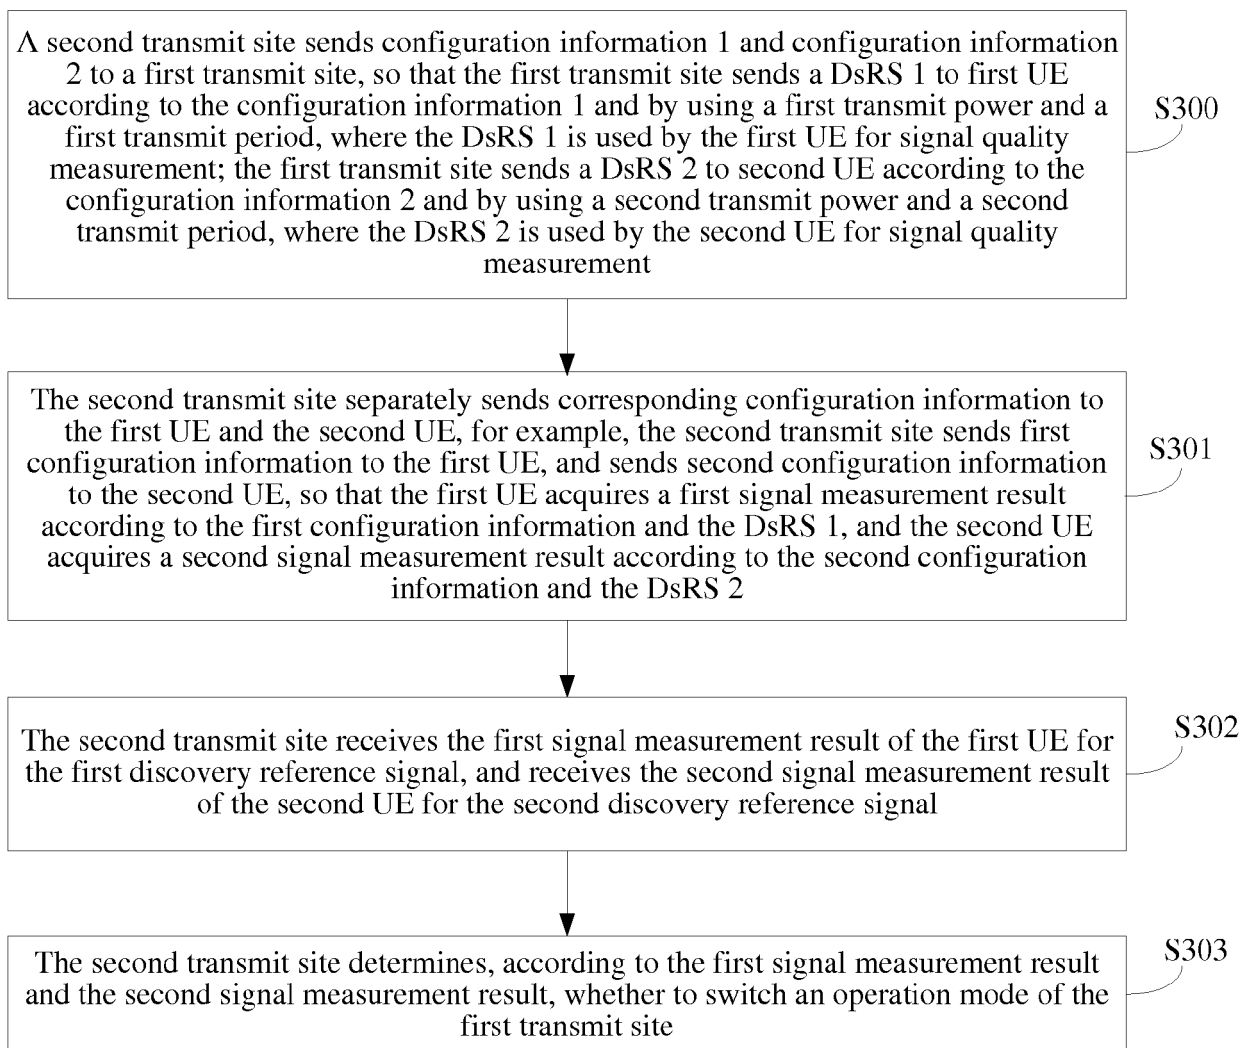 A second transmit site sends configuration information 1 and configuration information
2 to a first transmit site, so that the first transmit site sends a DsRS 1 to first UE
according to the configuration information 1 and by using a first transmit power and a
first transmit period, where the DsRS 1 is used by the first UE for signal quality
measurement; the first transmit site sends a DsRS 2 to second UE according to the
configuration information 2 and by using a second transmit power and a second
transmit period, where the DsRS 2 is used by the second UE for signal quality
measurement
S300
The second transmit site separately sends corresponding configuration information to
the first UE and the second UE, for example, the second transmit site sends first
configuration information to the first UE, and sends second configuration information
to the second UE, so that the first UE acquires a first signal measurement result
according to the first configuration information and the DsRS 1, and the second UE
acquires a second signal measurement result according to the second configuration
information and the DsRS 2
S301
The second transmit site receives the first signal measurement result of the first UE for
the first discovery reference signal, and receives the second signal measurement result
of the second UE for the second discovery reference signal
S302
The second transmit site determines, according to the first signal measurement result
and the second signal measurement result, whether to switch an operation mode of the
first transmit site
S303